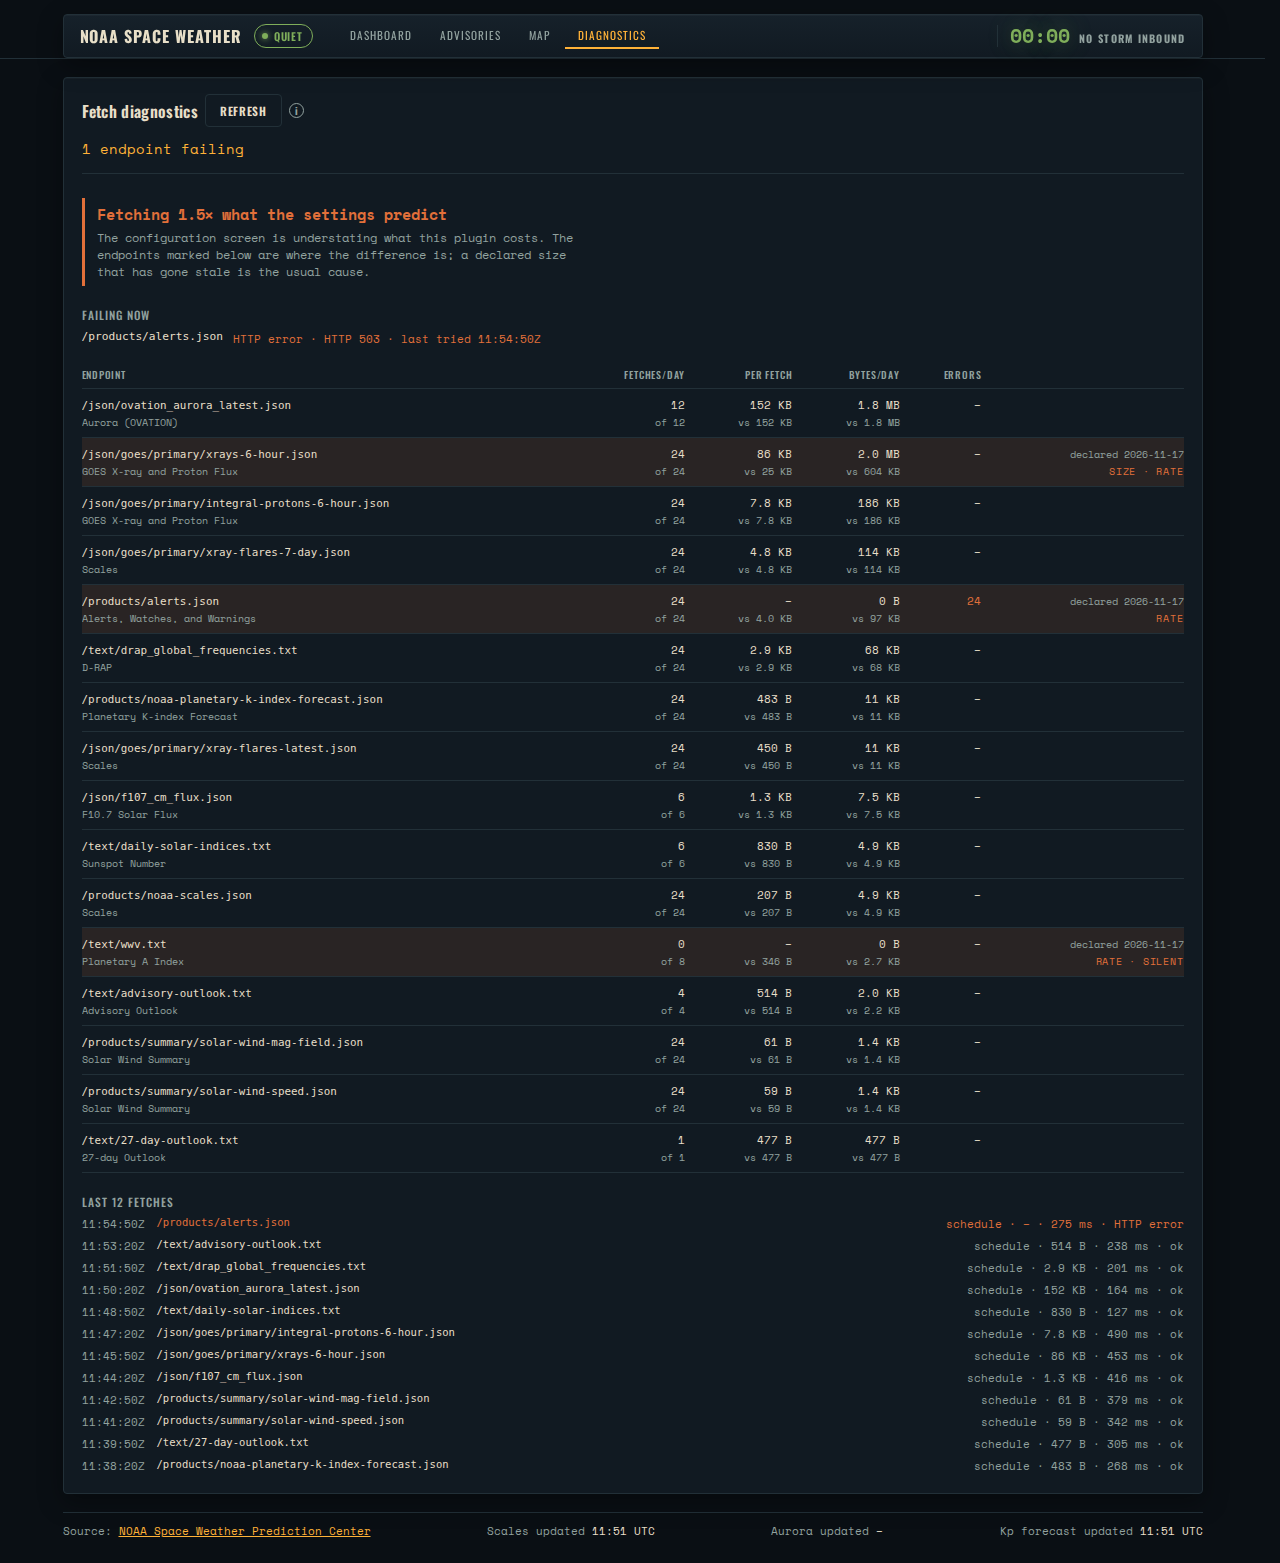 NOAA SPACE WEATHER QUIET DASHBOARD ADVISORIES MAP DIAGNOSTICS 00:00 NO STORM INBOUND
Fetch diagnostics REFRESH i
1 endpoint failing
Fetching 1.5× what the settings predict
The configuration screen is understating what this plugin costs. The
endpoints marked below are where the difference is; a declared size
that has gone stale is the usual cause.
FAILING NOW
/products/alerts.json HTTP error · HTTP 503 · last tried 11:54:50Z
ENDPOINT FETCHES/DAY PER FETCH BYTES/DAY ERRORS
/json/ovation_aurora_latest.json 12 152 KB 1.8 MB –
Aurora (OVATION) of 12 vs 152 KB vs 1.8 MB
/json/goes/primary/xrays-6-hour.json 24 86 KB 2.0 MB – declared 2026-11-17
GOES X-ray and Proton Flux of 24 vs 25 KB vs 604 KB SIZE · RATE
/json/goes/primary/integral-protons-6-hour.json 24 7.8 KB 186 KB –
GOES X-ray and Proton Flux of 24 vs 7.8 KB vs 186 KB
/json/goes/primary/xray-flares-7-day.json 24 4.8 KB 114 KB –
Scales of 24 vs 4.8 KB vs 114 KB
/products/alerts.json 24 – 0 B 24 declared 2026-11-17
Alerts, Watches, and Warnings of 24 vs 4.0 KB vs 97 KB RATE
/text/drap_global_frequencies.txt 24 2.9 KB 68 KB –
D-RAP of 24 vs 2.9 KB vs 68 KB
/products/noaa-planetary-k-index-forecast.json 24 483 B 11 KB –
Planetary K-index Forecast of 24 vs 483 B vs 11 KB
/json/goes/primary/xray-flares-latest.json 24 450 B 11 KB –
Scales of 24 vs 450 B vs 11 KB
/json/f107_cm_flux.json 6 1.3 KB 7.5 KB –
F10.7 Solar Flux of 6 vs 1.3 KB vs 7.5 KB
/text/daily-solar-indices.txt 6 830 B 4.9 KB –
Sunspot Number of 6 vs 830 B vs 4.9 KB
/products/noaa-scales.json 24 207 B 4.9 KB –
Scales of 24 vs 207 B vs 4.9 KB
/text/wwv.txt 0 – 0 B – declared 2026-11-17
Planetary A Index of 8 vs 346 B vs 2.7 KB RATE · SILENT
/text/advisory-outlook.txt 4 514 B 2.0 KB –
Advisory Outlook of 4 vs 514 B vs 2.2 KB
/products/summary/solar-wind-mag-field.json 24 61 B 1.4 KB –
Solar Wind Summary of 24 vs 61 B vs 1.4 KB
/products/summary/solar-wind-speed.json 24 59 B 1.4 KB –
Solar Wind Summary of 24 vs 59 B vs 1.4 KB
/text/27-day-outlook.txt 1 477 B 477 B –
27-day Outlook of 1 vs 477 B vs 477 B
LAST 12 FETCHES
11:54:50Z /products/alerts.json schedule · – · 275 ms · HTTP error
11:53:20Z /text/advisory-outlook.txt schedule · 514 B · 238 ms · ok
11:51:50Z /text/drap_global_frequencies.txt schedule · 2.9 KB · 201 ms · ok
11:50:20Z /json/ovation_aurora_latest.json schedule · 152 KB · 164 ms · ok
11:48:50Z /text/daily-solar-indices.txt schedule · 830 B · 127 ms · ok
11:47:20Z /json/goes/primary/integral-protons-6-hour.json schedule · 7.8 KB · 490 ms · ok
11:45:50Z /json/goes/primary/xrays-6-hour.json schedule · 86 KB · 453 ms · ok
11:44:20Z /json/f107_cm_flux.json schedule · 1.3 KB · 416 ms · ok
11:42:50Z /products/summary/solar-wind-mag-field.json schedule · 61 B · 379 ms · ok
11:41:20Z /products/summary/solar-wind-speed.json schedule · 59 B · 342 ms · ok
11:39:50Z /text/27-day-outlook.txt schedule · 477 B · 305 ms · ok
11:38:20Z /products/noaa-planetary-k-index-forecast.json schedule · 483 B · 268 ms · ok
Source: NOAA Space Weather Prediction Center Scales updated 11:51 UTC Aurora updated – Kp forecast updated 11:51 UTC